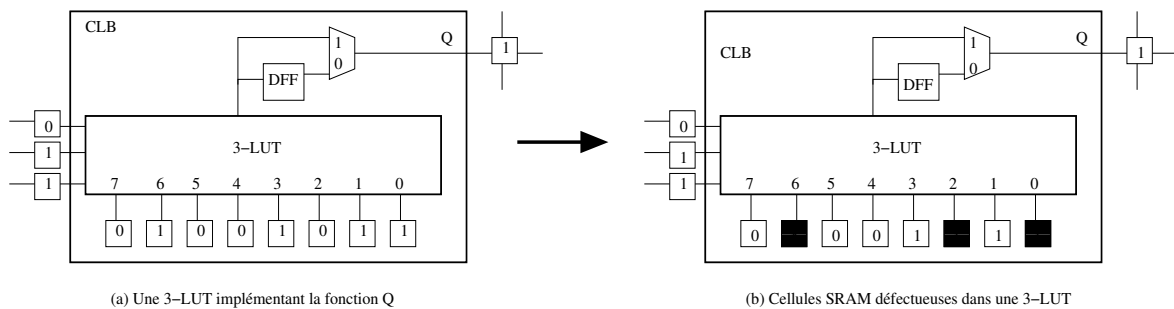 CLB
Q
1
1
0
DFF
0
1
1
3−LUT
7 6 5 4 3 2 1 0
0 1 0 0 1 0 1 1
(a) Une 3−LUT implémentant la fonction Q
CLB
Q
1
1
0
DFF
0
1
1
3−LUT
7 6 5 4 3 2 1 0
0 0 0 1 1
(b) Cellules SRAM défectueuses dans une 3−LUT